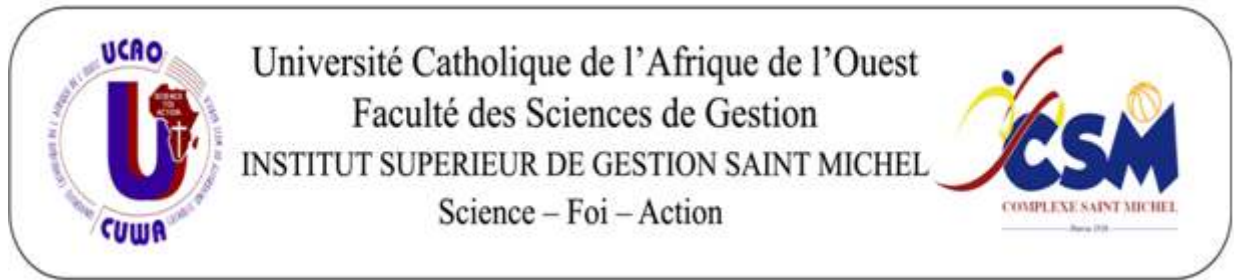 UCAO
SCIENCE
FOI
ACTION
CUWA
Université Catholique de l'Afrique de l'Ouest
Faculté des Sciences de Gestion
INSTITUT SUPERIEUR DE GESTION SAINT MICHEL
Science – Foi – Action
CSM
COMPLEXE SAINT MICHEL